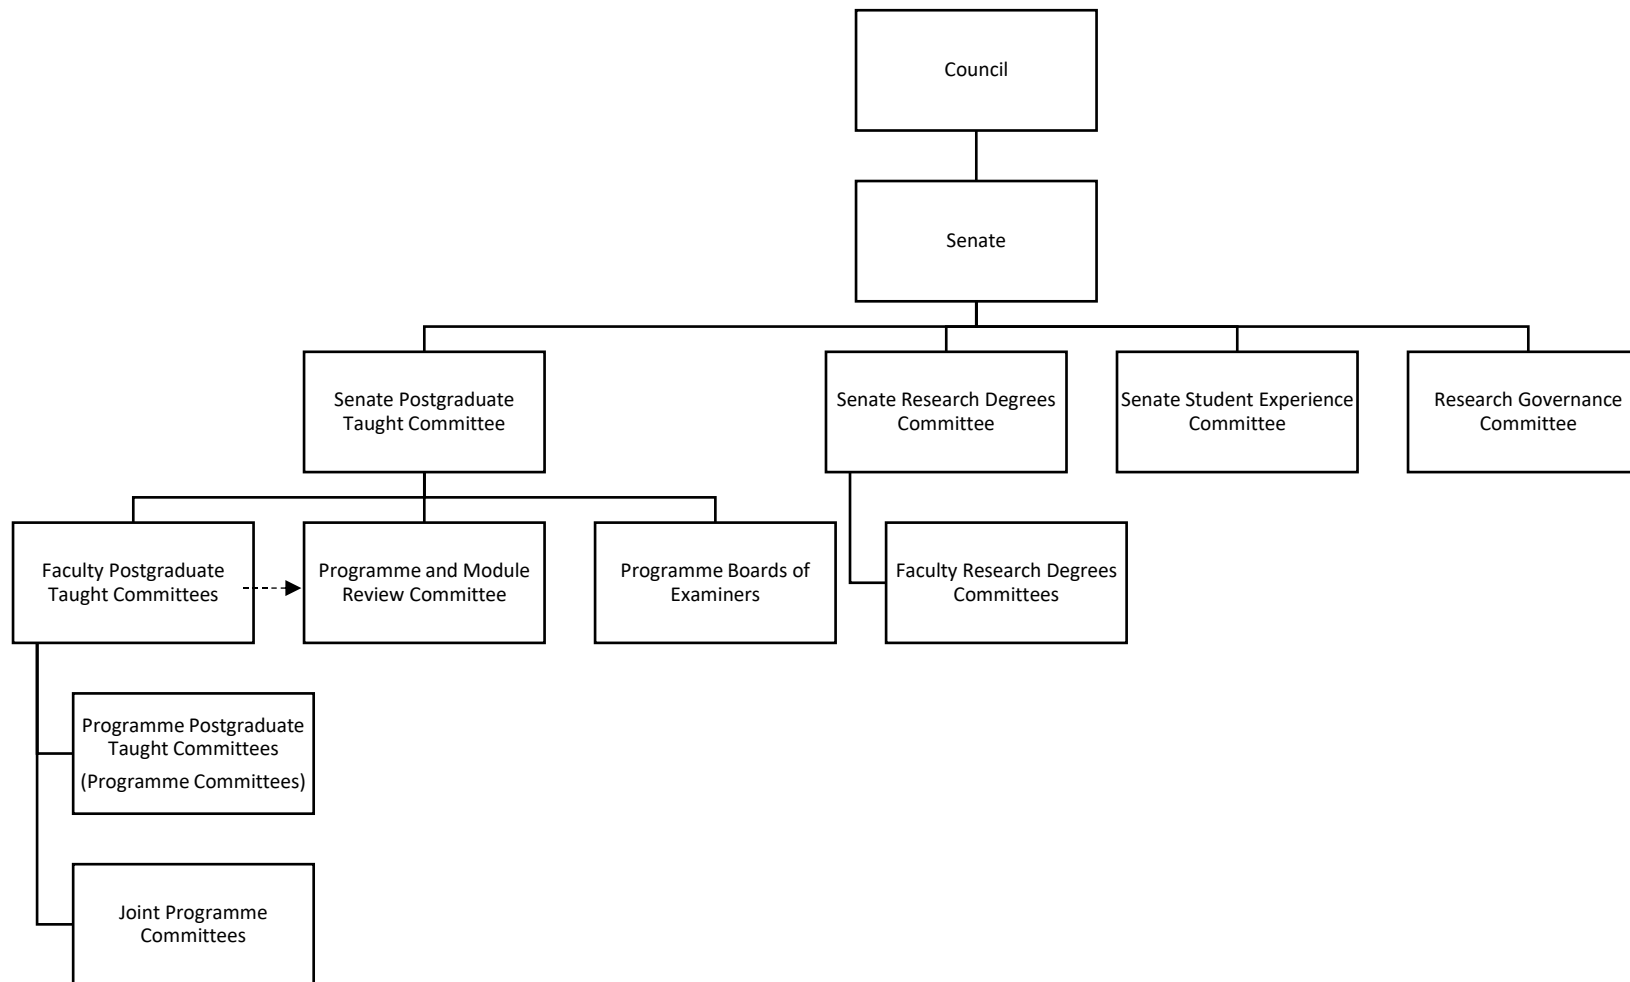 Council
Senate
Senate Postgraduate
Taught Committee
Senate Research Degrees
Committee
Senate Student Experience
Committee
Research Governance
Committee
Faculty Postgraduate
Taught Committees
Programme and Module
Review Committee
Programme Boards of
Examiners
Faculty Research Degrees
Committees
Programme Postgraduate
Taught Committees
(Programme Committees)
Joint Programme
Committees